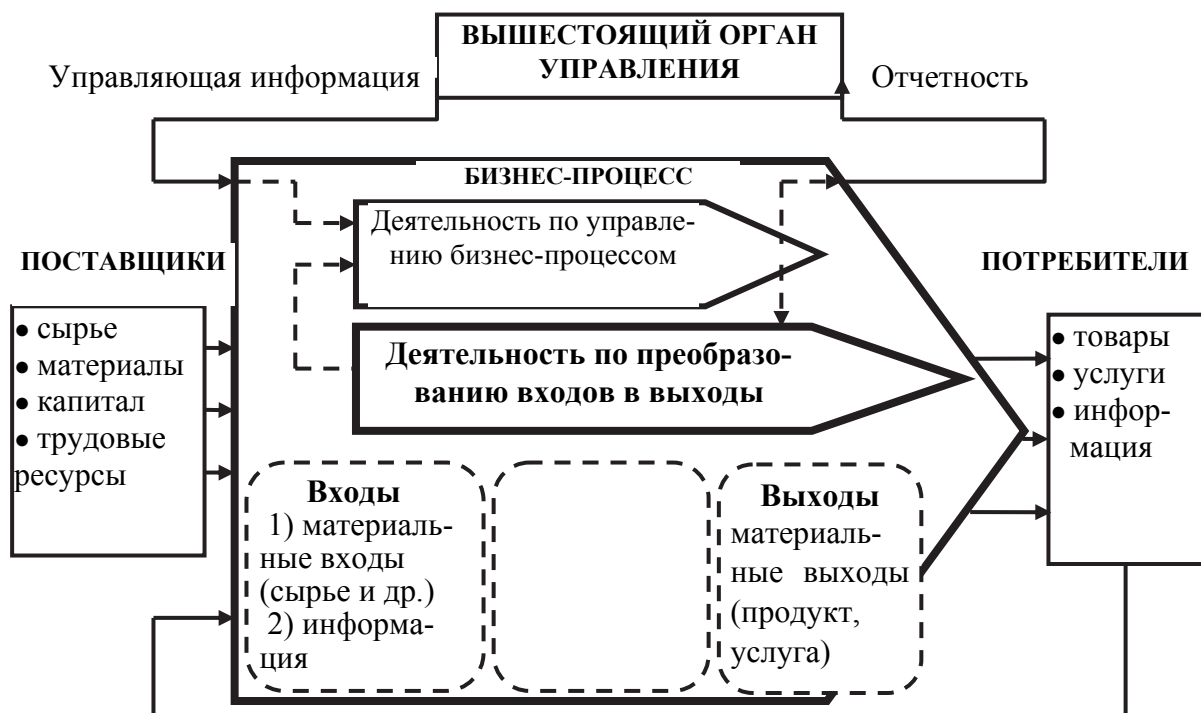 ВЫШЕСТОЯЩИЙ ОРГАН
УПРАВЛЕНИЯ
Управляющая информация
Отчетность
БИЗНЕС-ПРОЦЕСС
Деятельность по управле-
нию бизнес-процессом
ПОСТАВЩИКИ
ПОТРЕБИТЕЛИ
● сырье
● материалы
● капитал
● трудовые
ресурсы
Деятельность по преобразо-
ванию входов в выходы
● товары
● услуги
● инфор-
мация
Входы
1) материаль-
ные входы
(сырье и др.)
2) информа-
ция
Выходы
материаль-
ные выходы
(продукт,
услуга)